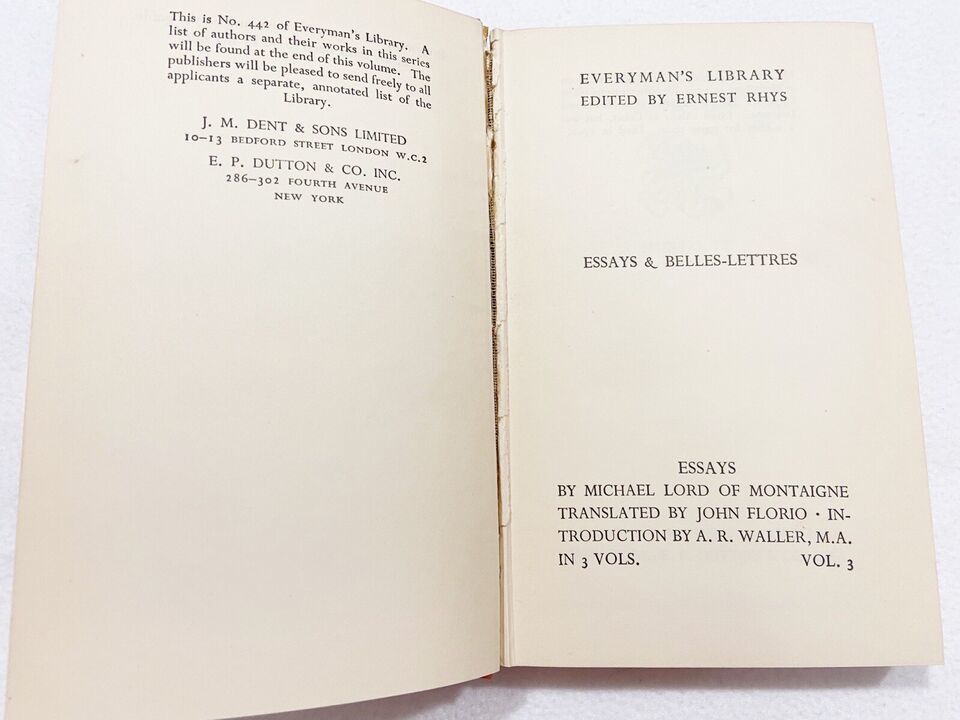 This is No. 442 of Everyman's Library. A
list of authors and their works in this series
will be found at the end of this volume. The
publishers will be pleased to send freely to all
applicants a separate, annotated list of the
Library.
J. M. DENT & SONS LIMITED
10–13 BEDFORD STREET LONDON W.C.2
E. P. DUTTON & CO. INC.
286–302 FOURTH AVENUE
NEW YORK
EVERYMAN'S LIBRARY
EDITED BY ERNEST RHYS
ESSAYS & BELLES-LETTRES
ESSAYS
BY MICHAEL LORD OF MONTAIGNE
TRANSLATED BY JOHN FLORIO · IN-
TRODUCTION BY A. R. WALLER, M.A.
IN 3 VOLS. VOL. 3